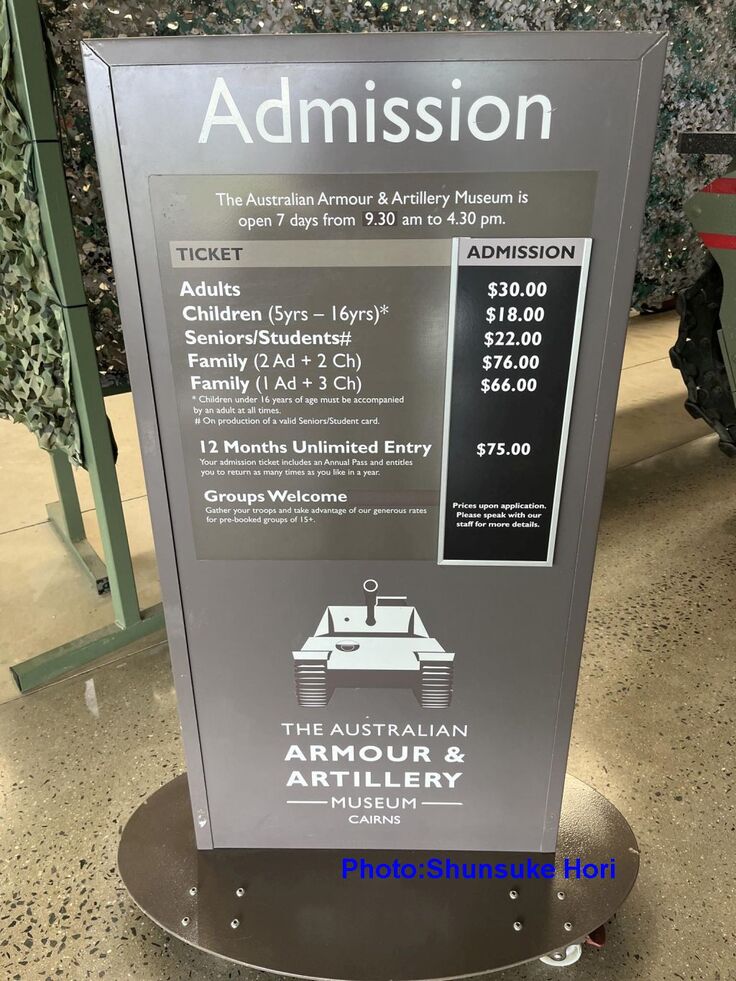 Admission
The Australian Armour & Artillery Museum is
open 7 days from 9.30 am to 4.30 pm.
TICKET ADMISSION
Adults $30.00
Children (5yrs – 16yrs)* $18.00
Seniors/Students# $22.00
Family (2 Ad + 2 Ch) $76.00
Family (1 Ad + 3 Ch) $66.00
* Children under 16 years of age must be accompanied
by an adult at all times.
# On production of a valid Seniors/Student card.
12 Months Unlimited Entry $75.00
Your admission ticket includes an Annual Pass and entitles
you to return as many times as you like in a year.
Groups Welcome
Gather your troops and take advantage of our generous rates
for pre-booked groups of 15+.
Prices upon application.
Please speak with our
staff for more details.
THE AUSTRALIAN
ARMOUR &
ARTILLERY
MUSEUM
CAIRNS
Photo:Shunsuke Hori